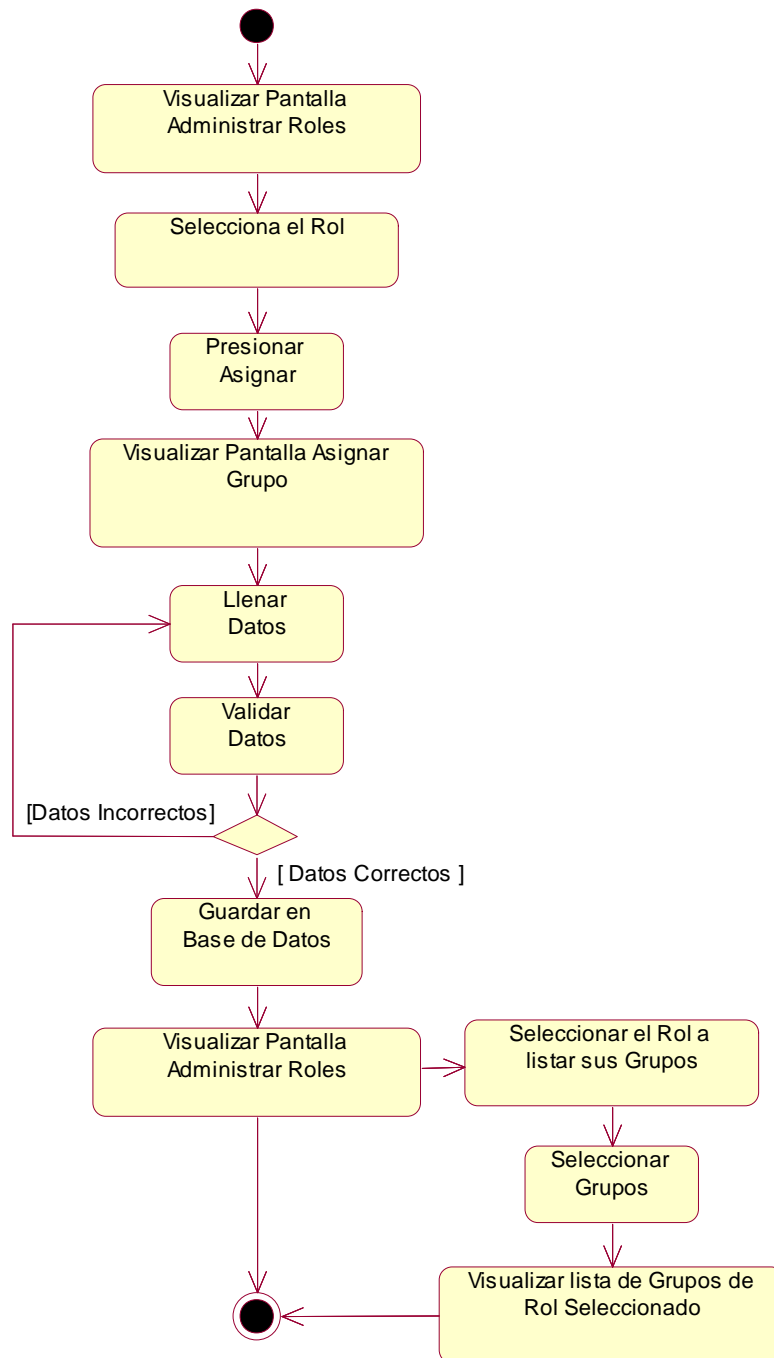 Visualizar Pantalla
Administrar Roles
Selecciona el Rol
Presionar
Asignar
Visualizar Pantalla Asignar
Grupo
Llenar
Datos
Validar
Datos
[Datos Incorrectos]
[ Datos Correctos ]
Guardar en
Base de Datos
Visualizar Pantalla
Administrar Roles
Seleccionar el Rol a
listar sus Grupos
Seleccionar
Grupos
Visualizar lista de Grupos de
Rol Seleccionado